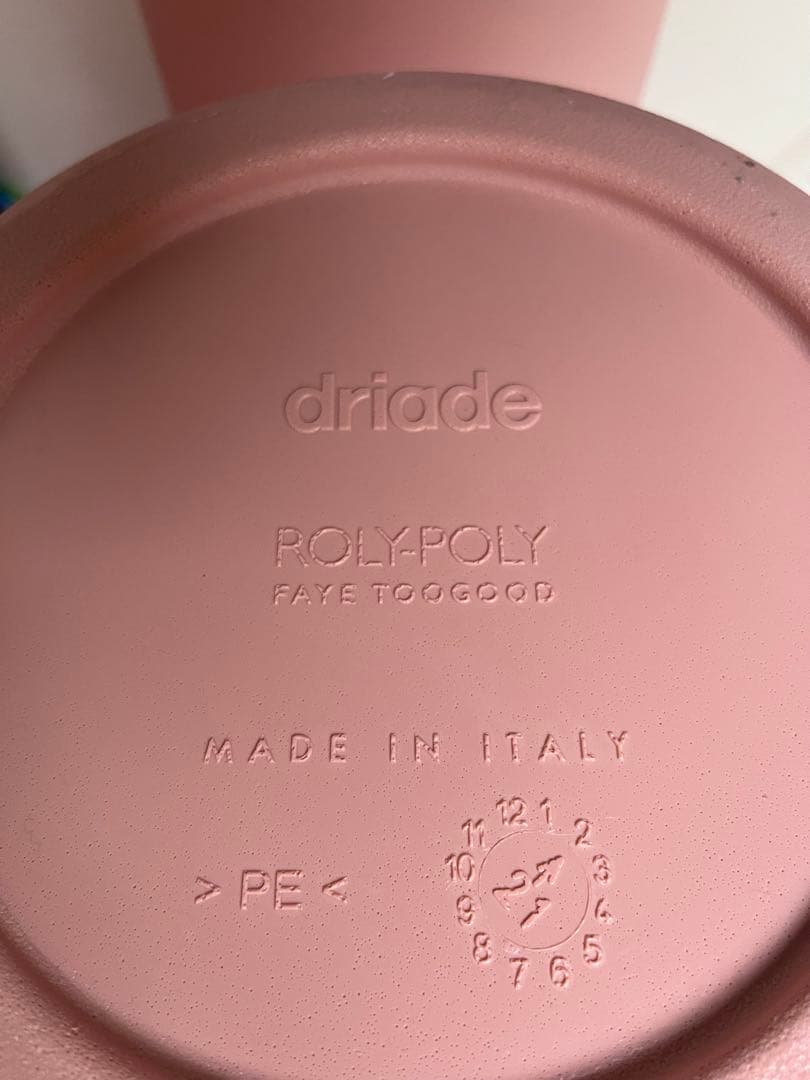 driade
ROLY-POLY
FAYE TOOGOOD
MADE IN ITALY
> PE <
12 1 2 3 4 5 6 7 8 9 10 11